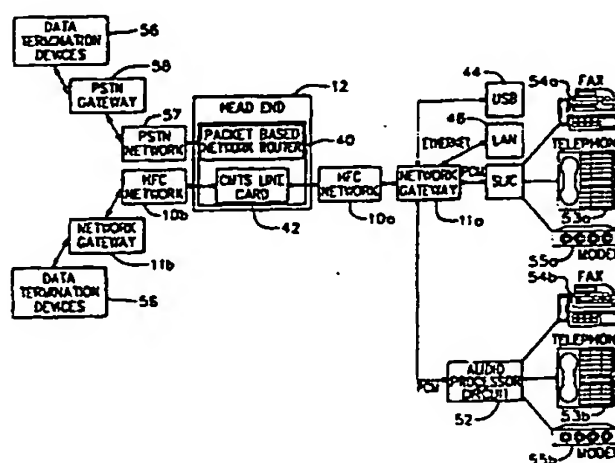 56
DATA
TERMINATION
DEVICES
58
PSTN
GATEWAY
57
PSTN
NETWORK
HFC
NETWORK
10b
NETWORK
GATEWAY
11b
DATA
TERMINATION
DEVICES
56
12
HEAD END
PACKET BASED
NETWORK ROUTER
40
CMTS LINE
CARD
42
HFC
NETWORK
10a
NETWORK
GATEWAY
11a
44
USB
46
ETHERNET
LAN
PCM
SLIC
54a
FAX
TELEPHON
53a
55a
MODEM
PCM
AUDIO
PROCESSOR
CIRCUIT
52
54b
FAX
TELEPHON
53b
55b
MODEM